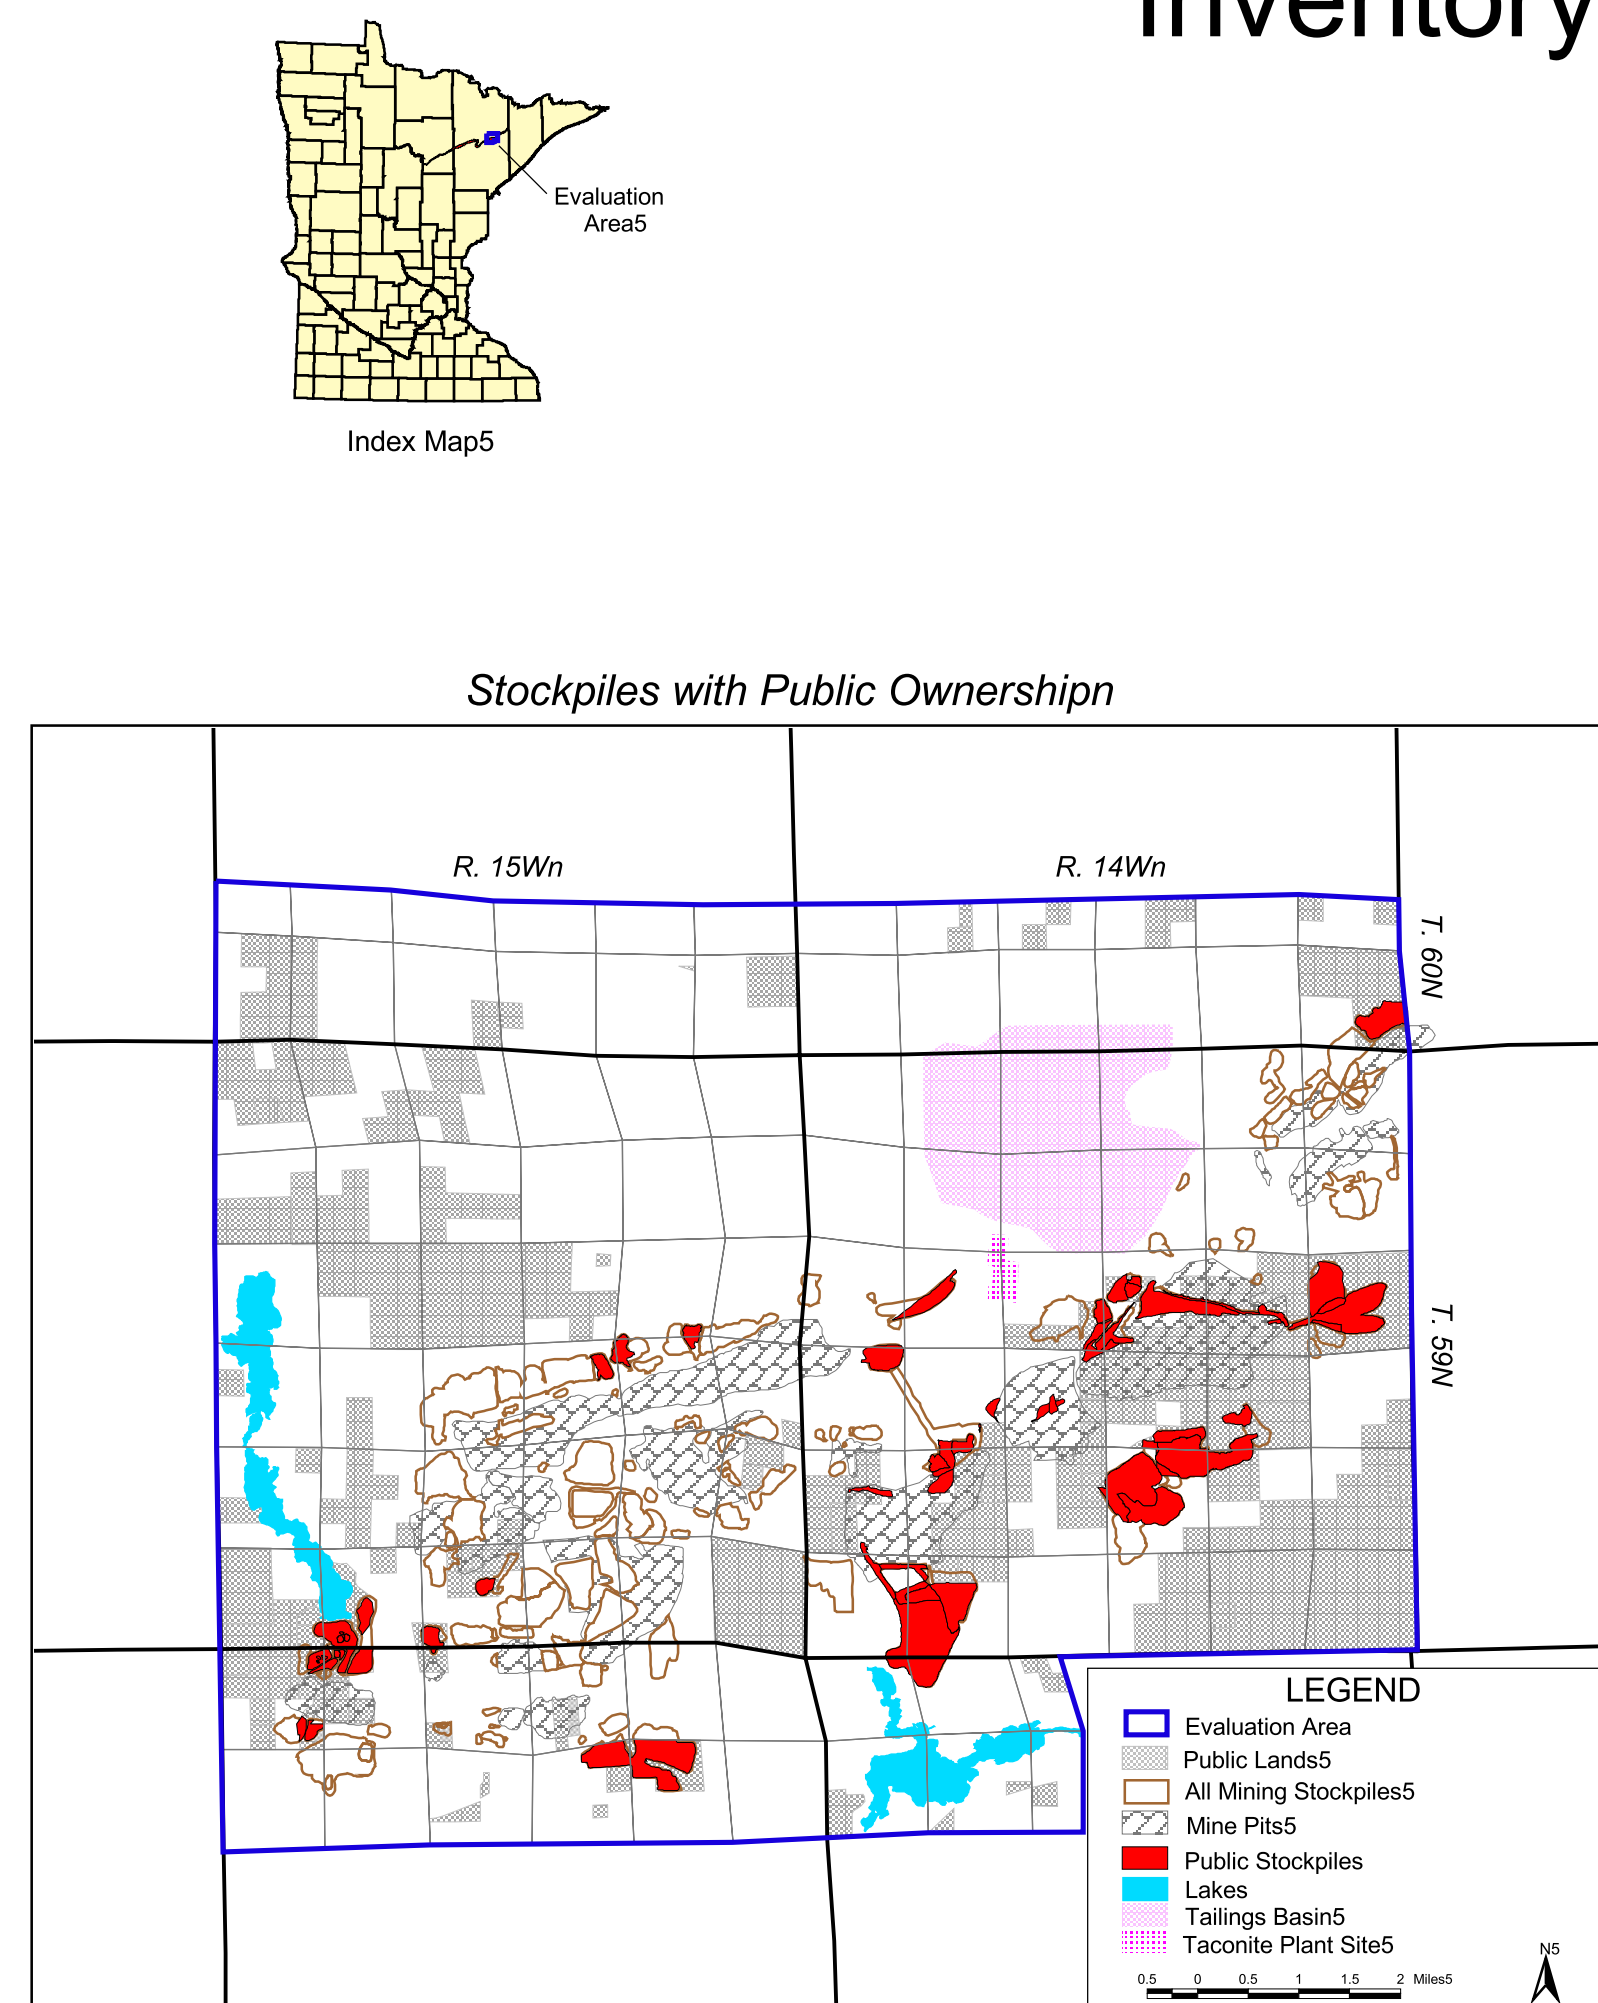 Inventory
Evaluation
Area5
Index Map5
Stockpiles with Public Ownershipn
R. 15Wn
R. 14Wn
T. 60N
T. 59N
LEGEND
Evaluation Area
Public Lands5
All Mining Stockpiles5
Mine Pits5
Public Stockpiles
Lakes
Tailings Basin5
Taconite Plant Site5
N5
0.5 0 0.5 1 1.5 2 Miles5